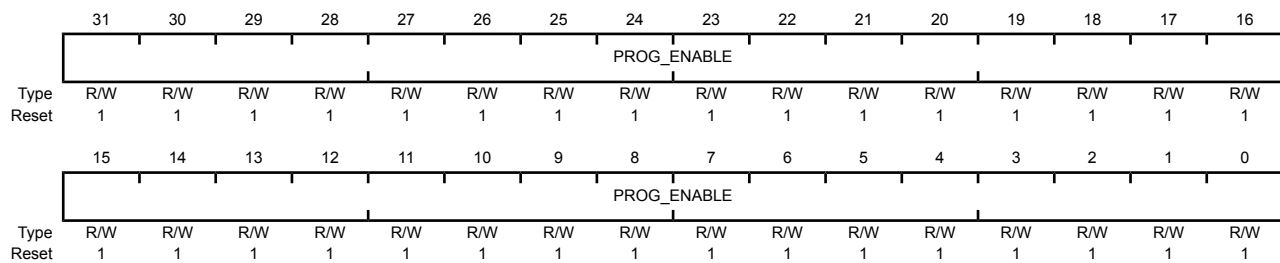 31 30 29 28 27 26 25 24 23 22 21 20 19 18 17 16
PROG_ENABLE
Type R/W R/W R/W R/W R/W R/W R/W R/W R/W R/W R/W R/W R/W R/W R/W R/W
Reset 1 1 1 1 1 1 1 1 1 1 1 1 1 1 1 1
15 14 13 12 11 10 9 8 7 6 5 4 3 2 1 0
PROG_ENABLE
Type R/W R/W R/W R/W R/W R/W R/W R/W R/W R/W R/W R/W R/W R/W R/W R/W
Reset 1 1 1 1 1 1 1 1 1 1 1 1 1 1 1 1